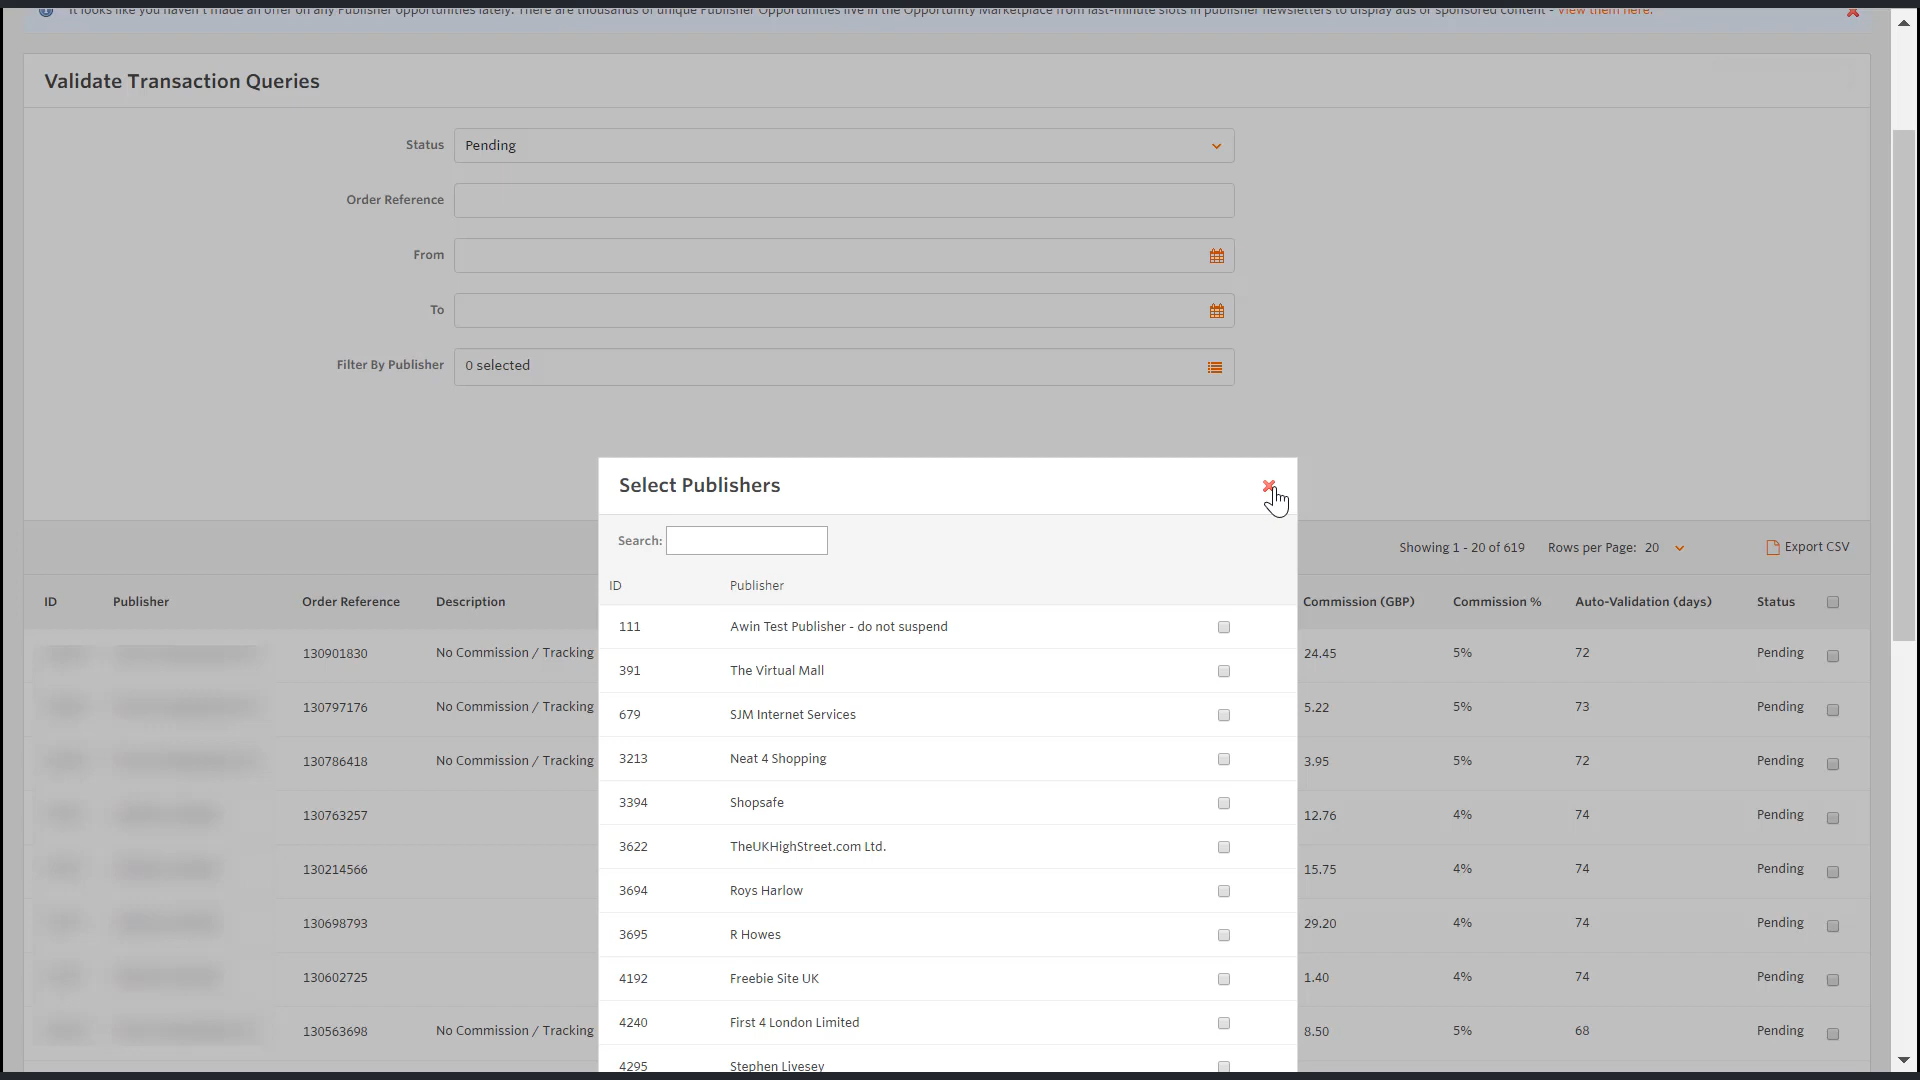 It looks like you haven't made an offer on any Publisher opportunities lately. There are thousands of unique Publisher Opportunities live in the Opportunity Marketplace from last-minute slots in publisher newsletters to display ads or sponsored content - View them here.
Validate Transaction Queries
Status Pending
Order Reference
From
To
Filter By Publisher 0 selected
Select Publishers
Search:
ID Publisher
111 Awin Test Publisher - do not suspend
391 The Virtual Mall
679 SJM Internet Services
3213 Neat 4 Shopping
3394 Shopsafe
3622 TheUKHighStreet.com Ltd.
3694 Roys Harlow
3695 R Howes
4192 Freebie Site UK
4240 First 4 London Limited
4295 Stephen Livesey
Showing 1 - 20 of 619 Rows per Page: 20 Export CSV
ID Publisher Order Reference Description Commission (GBP) Commission % Auto-Validation (days) Status
130901830 No Commission / Tracking 24.45 5% 72 Pending
130797176 No Commission / Tracking 5.22 5% 73 Pending
130786418 No Commission / Tracking 3.95 5% 72 Pending
130763257 12.76 4% 74 Pending
130214566 15.75 4% 74 Pending
130698793 29.20 4% 74 Pending
130602725 1.40 4% 74 Pending
130563698 No Commission / Tracking 8.50 5% 68 Pending